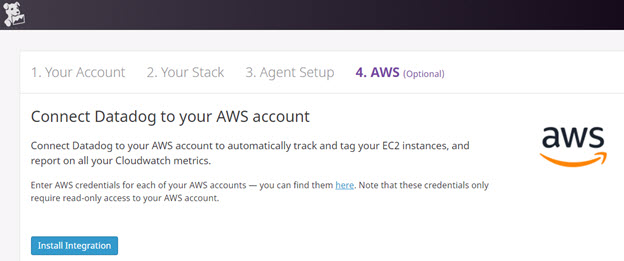 1. Your Account 2. Your Stack 3. Agent Setup 4. AWS (Optional)
Connect Datadog to your AWS account
Connect Datadog to your AWS account to automatically track and tag your EC2 instances, and
report on all your Cloudwatch metrics.
aws
Enter AWS credentials for each of your AWS accounts — you can find them here. Note that these credentials only
require read-only access to your AWS account.
Install Integration